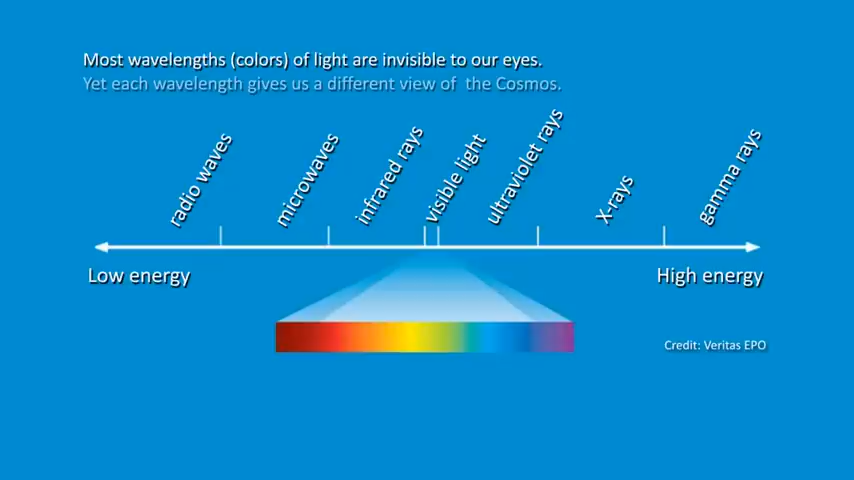 Most wavelengths (colors) of light are invisible to our eyes.
Yet each wavelength gives us a different view of the Cosmos.
radio waves
microwaves
infrared rays
visible light
ultraviolet rays
X-rays
gamma rays
Low energy
High energy
Credit: Veritas EPO